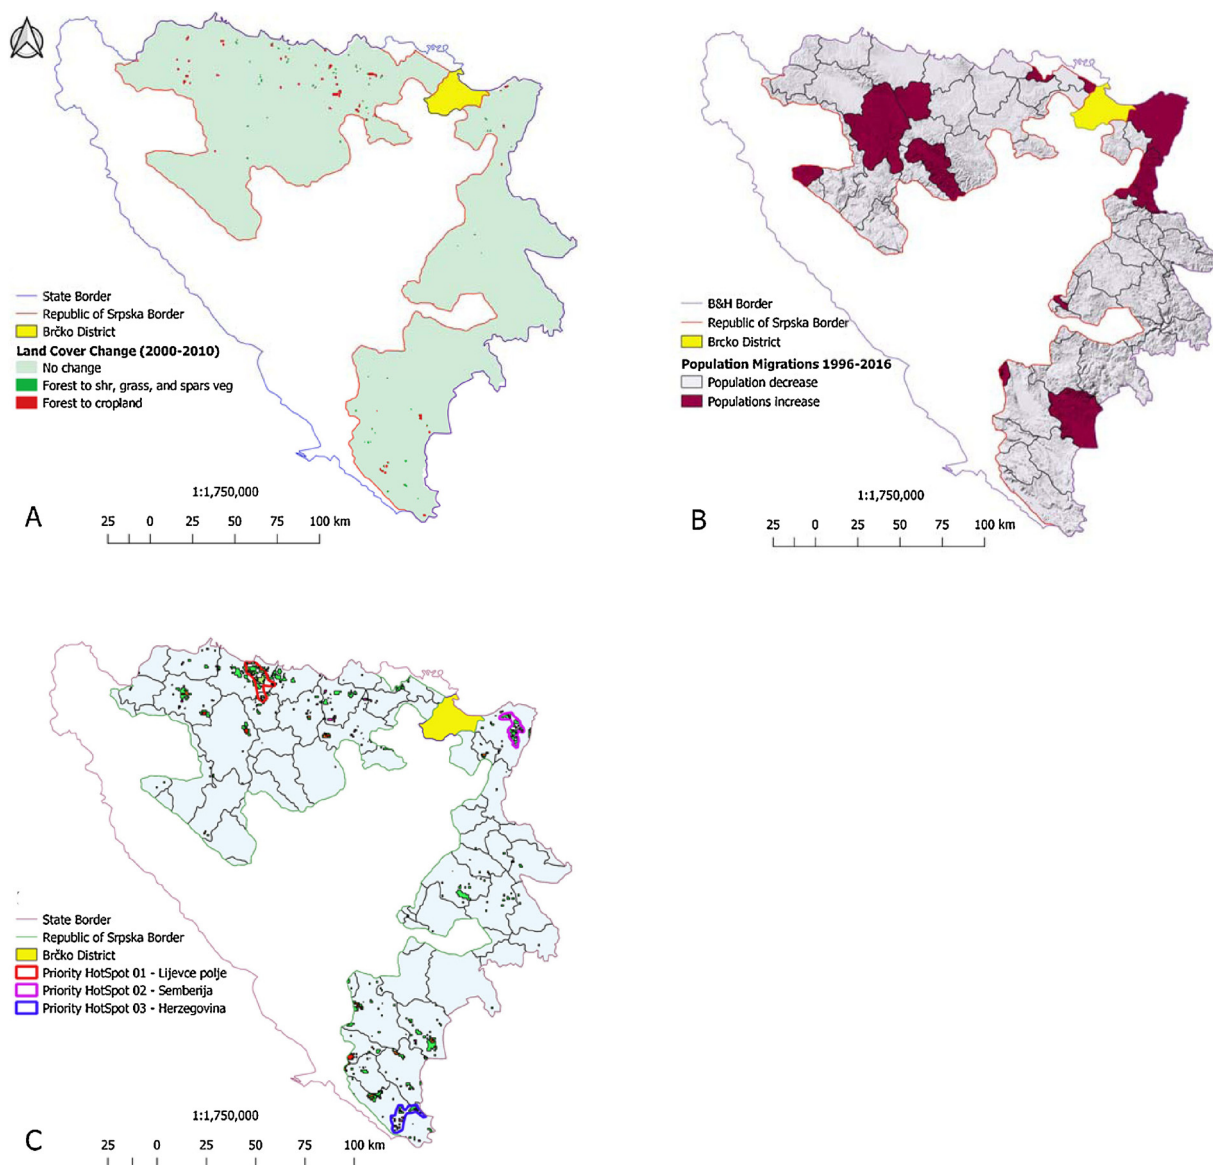 State Border
Republic of Srpska Border
Brčko District
Land Cover Change (2000-2010)
No change
Forest to shr, grass, and spars veg
Forest to cropland
1:1,750,000
A
25 0 25 50 75 100 km
B&H Border
Republic of Srpska Border
Brcko District
Population Migrations 1996-2016
Population decrease
Populations increase
1:1,750,000
B
25 0 25 50 75 100 km
State Border
Republic of Srpska Border
Brčko District
Priority HotSpot 01 - Lijevce polje
Priority HotSpot 02 - Semberija
Priority HotSpot 03 - Herzegovina
1:1,750,000
C
25 0 25 50 75 100 km